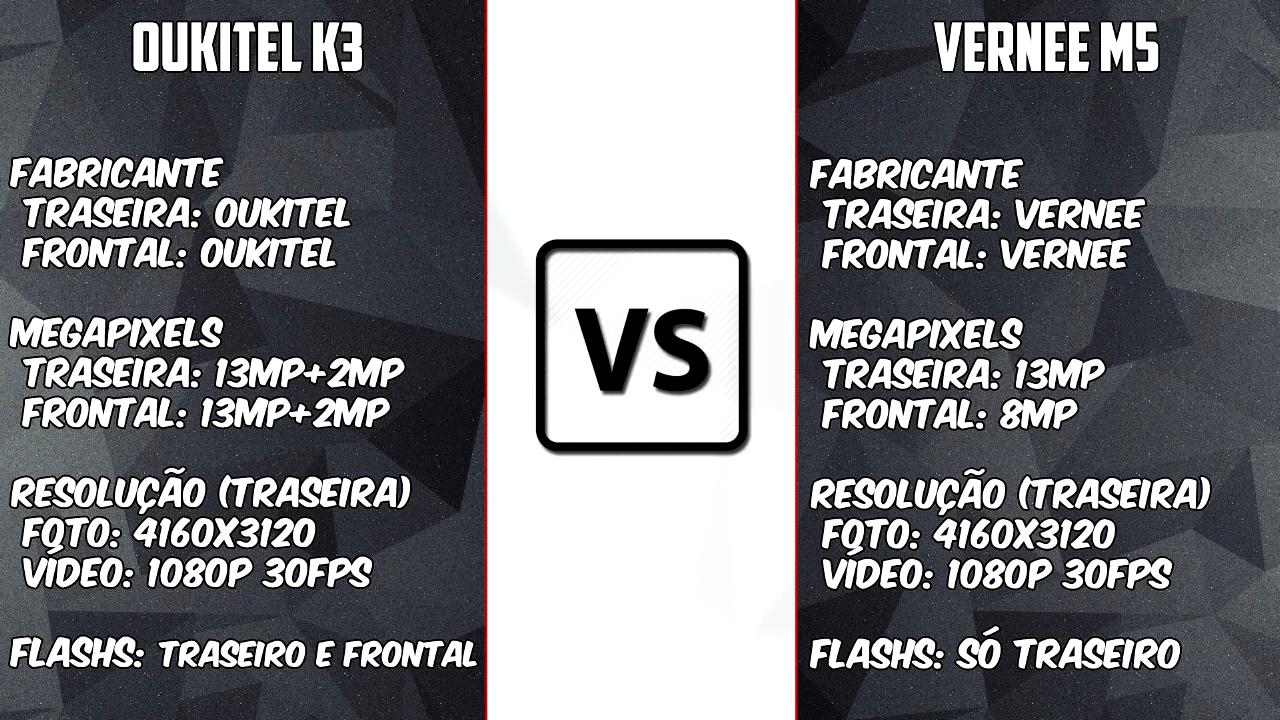 OUKITEL K3
FABRICANTE
TRASEIRA: OUKITEL
FRONTAL: OUKITEL
MEGAPIXELS
TRASEIRA: 13MP+2MP
FRONTAL: 13MP+2MP
RESOLUÇÃO (TRASEIRA)
FOTO: 4160X3120
VÍDEO: 1080P 30FPS
FLASHS: TRASEIRO E FRONTAL
VS
VERNEE M5
FABRICANTE
TRASEIRA: VERNEE
FRONTAL: VERNEE
MEGAPIXELS
TRASEIRA: 13MP
FRONTAL: 8MP
RESOLUÇÃO (TRASEIRA)
FOTO: 4160X3120
VÍDEO: 1080P 30FPS
FLASHS: SÓ TRASEIRO